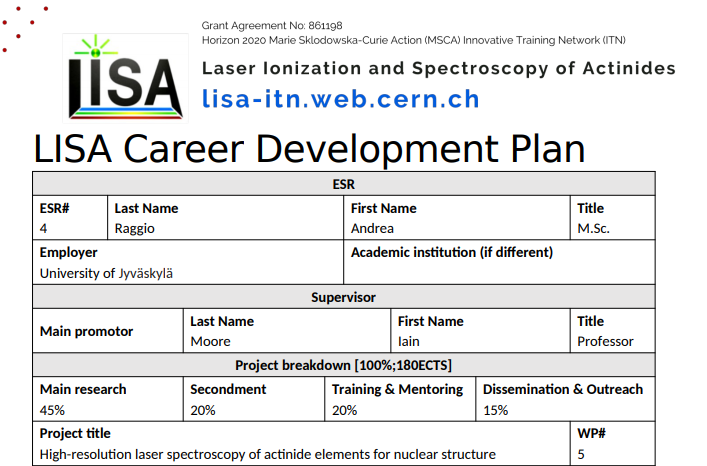 Grant Agreement No: 861198
Horizon 2020 Marie Sklodowska-Curie Action (MSCA) Innovative Training Network (ITN)
LISA
Laser Ionization and Spectroscopy of Actinides
lisa-itn.web.cern.ch
LISA Career Development Plan
ESR
ESR# Last Name First Name Title
4 Raggio Andrea M.Sc.
Employer Academic institution (if different)
University of Jyväskylä
Supervisor
Main promotor Last Name First Name Title
Moore Iain Professor
Project breakdown [100%;180ECTS]
Main research Secondment Training & Mentoring Dissemination & Outreach
45% 20% 20% 15%
Project title WP#
High-resolution laser spectroscopy of actinide elements for nuclear structure 5